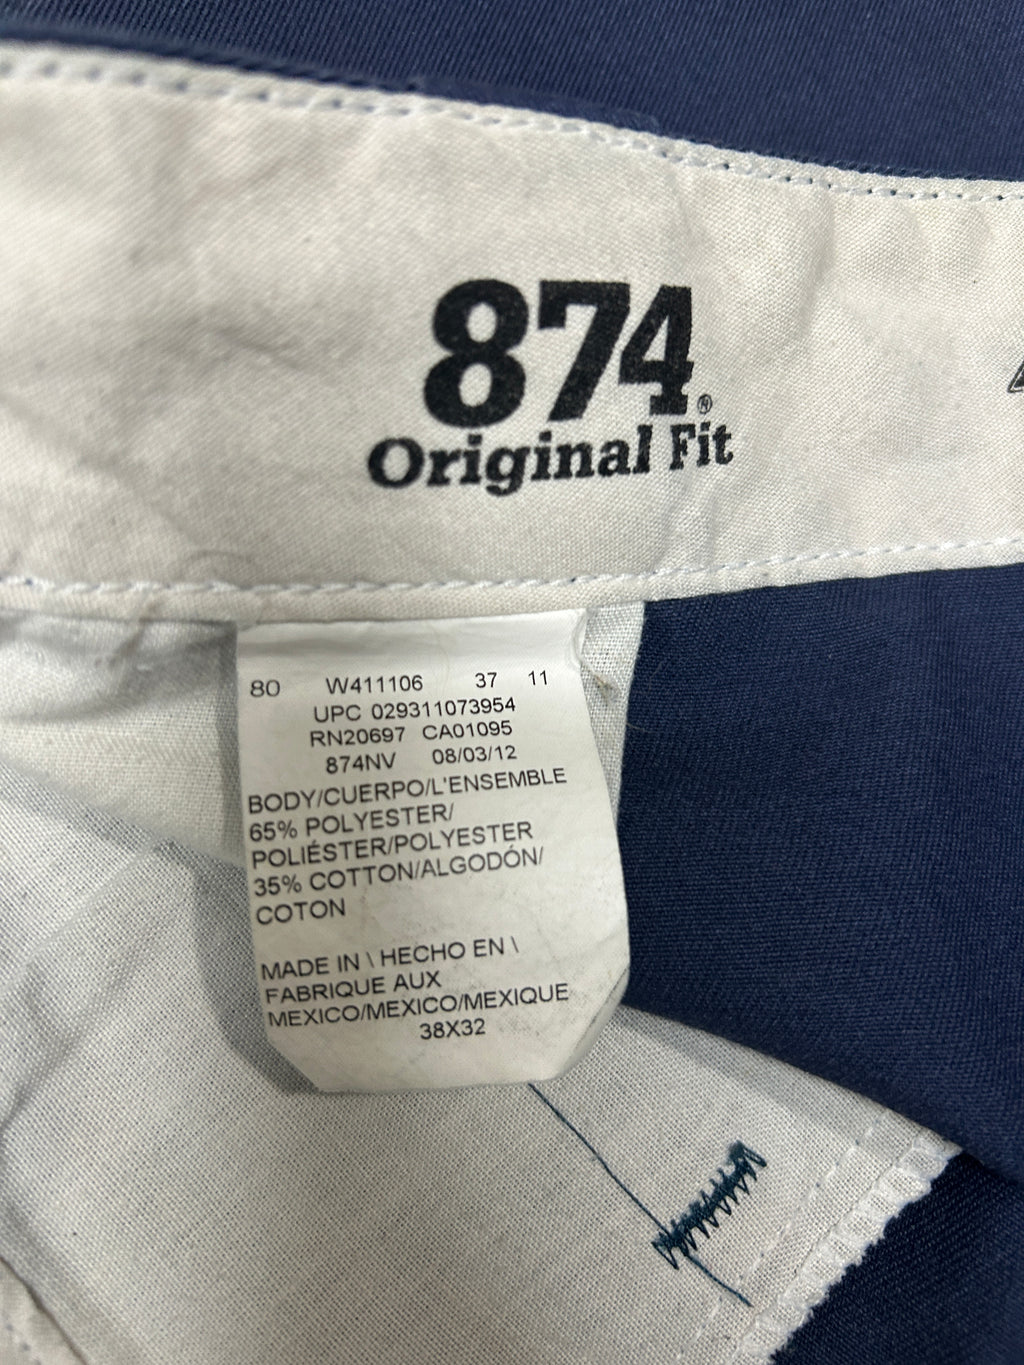 874®
Original Fit
80 W411106 37 11
UPC 029311073954
RN20697 CA01095
874NV 08/03/12
BODY/CUERPO/L'ENSEMBLE
65% POLYESTER/
POLIÉSTER/POLYESTER
35% COTTON/ALGODÓN/
COTON
MADE IN \ HECHO EN \
FABRIQUE AUX
MEXICO/MEXICO/MEXIQUE
38X32